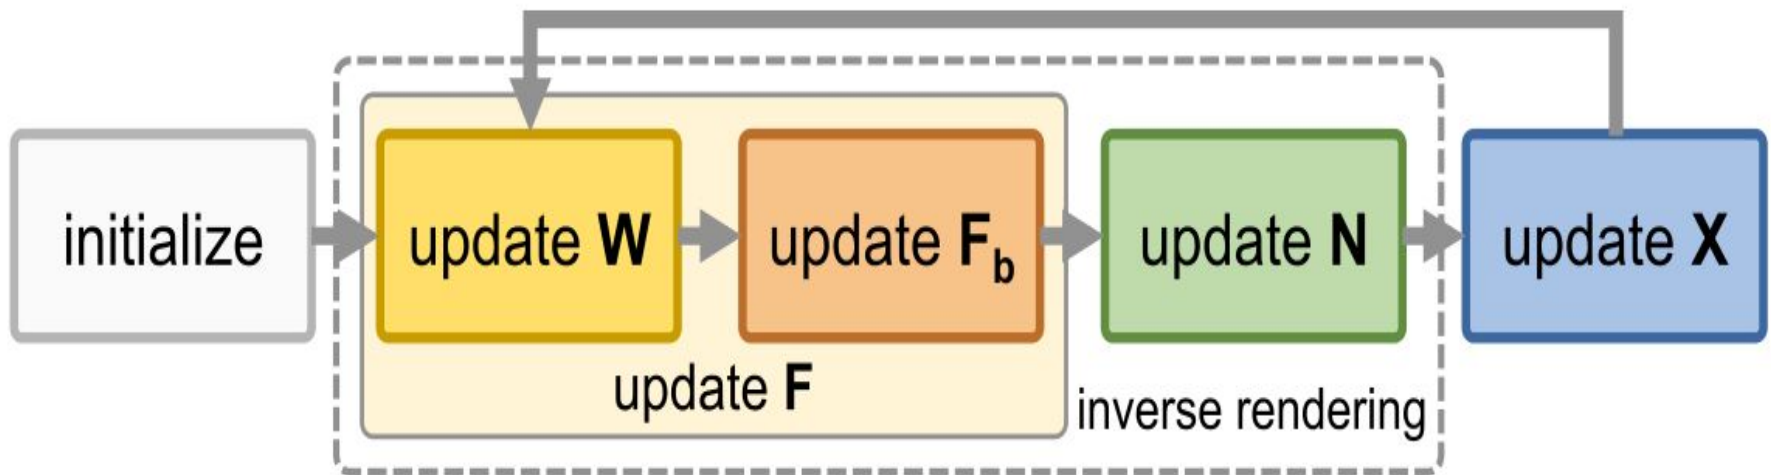 initialize
update W
update F_b
update N
update X
update F
inverse rendering